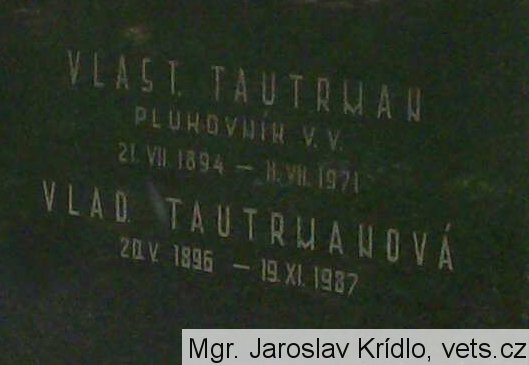 VLAST. TAUTRMAN
PLUKOVNÍK V.V.
21. VII. 1894 – 11. VII. 1971
VLAD. TAUTRMANOVÁ
20. V. 1896 – 19. XI. 1987
Mgr. Jaroslav Krídlo, vets.cz